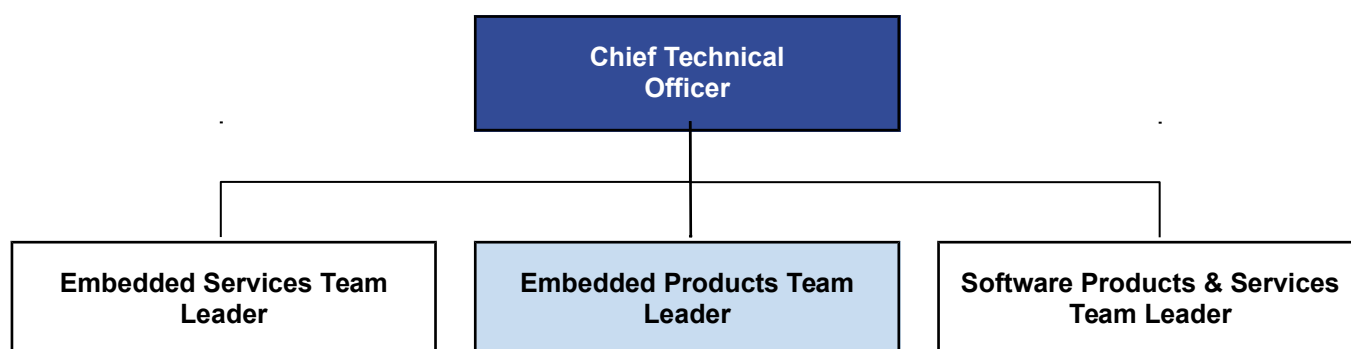 Chief Technical
Officer
Embedded Services Team
Leader
Embedded Products Team
Leader
Software Products & Services
Team Leader